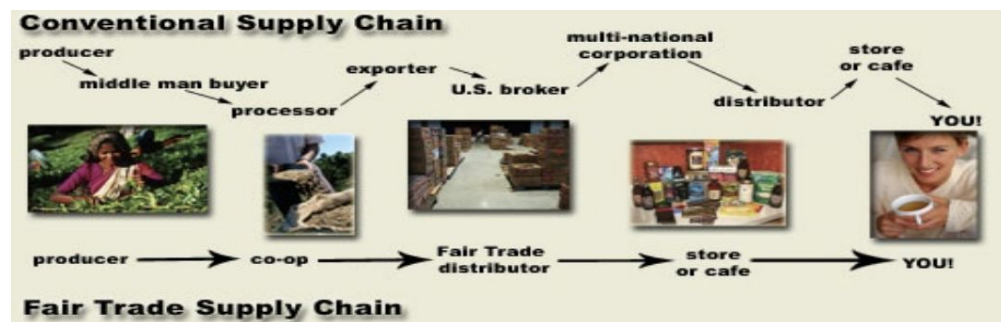 Conventional Supply Chain
producer
middle man buyer
processor
exporter
U.S. broker
multi-national
corporation
distributor
store
or cafe
YOU!
producer
co-op
Fair Trade
distributor
store
or cafe
YOU!
Fair Trade Supply Chain